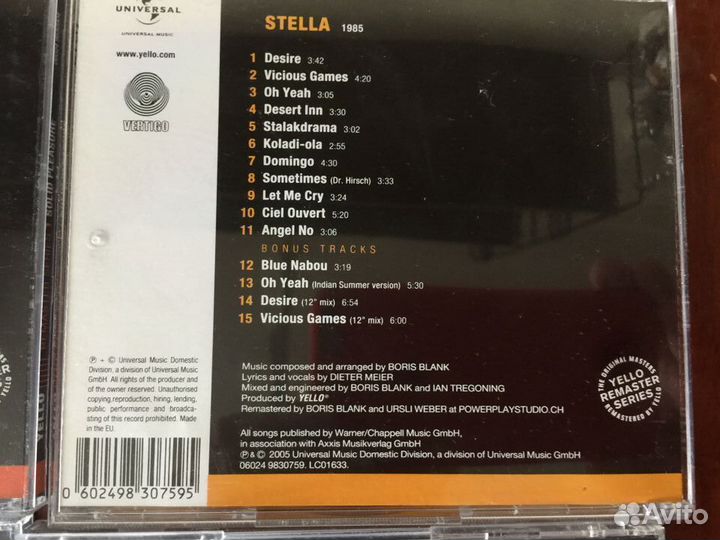 UNIVERSAL
UNIVERSAL MUSIC
www.yello.com
VERTIGO
STELLA 1985
1 Desire 3:42
2 Vicious Games 4:20
3 Oh Yeah 3:05
4 Desert Inn 3:30
5 Stalakdrama 3:02
6 Koladi-ola 2:55
7 Domingo 4:30
8 Sometimes (Dr. Hirsch) 3:33
9 Let Me Cry 3:24
10 Ciel Ouvert 5:20
11 Angel No 3:06
BONUS TRACKS
12 Blue Nabou 3:19
13 Oh Yeah (Indian Summer version) 5:30
14 Desire (12" mix) 6:54
15 Vicious Games (12" mix) 6:00
℗ + © Universal Music Domestic
Division, a division of Universal Music
GmbH. All rights of the producer and
of the owner reserved. Unauthorised
copying, reproduction, hiring, lending,
public performance and broadca-
sting of this record prohibited. Made in
the EU.
Music composed and arranged by BORIS BLANK
Lyrics and vocals by DIETER MEIER
Mixed and engineered by BORIS BLANK and IAN TREGONING
Produced by YELLO®
Remastered by BORIS BLANK and URSLI WEBER at POWERPLAYSTUDIO.CH
All songs published by Warner/Chappell Music GmbH,
in association with Axxis Musikverlag GmbH
℗ & © 2005 Universal Music Domestic Division, a division of Universal Music GmbH
06024 9830759. LC01633.
THE ORIGINAL MASTERS
YELLO
REMASTER
SERIES
REMASTERED BY YELLO
0 602498 307595
SOLID PLEASURE
YELLO
Avito